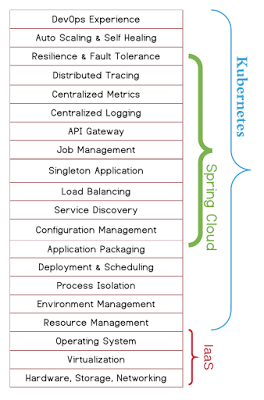 DevOps Experience
Auto Scaling & Self Healing
Resilience & Fault Tolerance
Distributed Tracing
Centralized Metrics
Centralized Logging
API Gateway
Job Management
Singleton Application
Load Balancing
Service Discovery
Configuration Management
Application Packaging
Deployment & Scheduling
Process Isolation
Environment Management
Resource Management
Operating System
Virtualization
Hardware, Storage, Networking
Kubernetes
Spring Cloud
IaaS